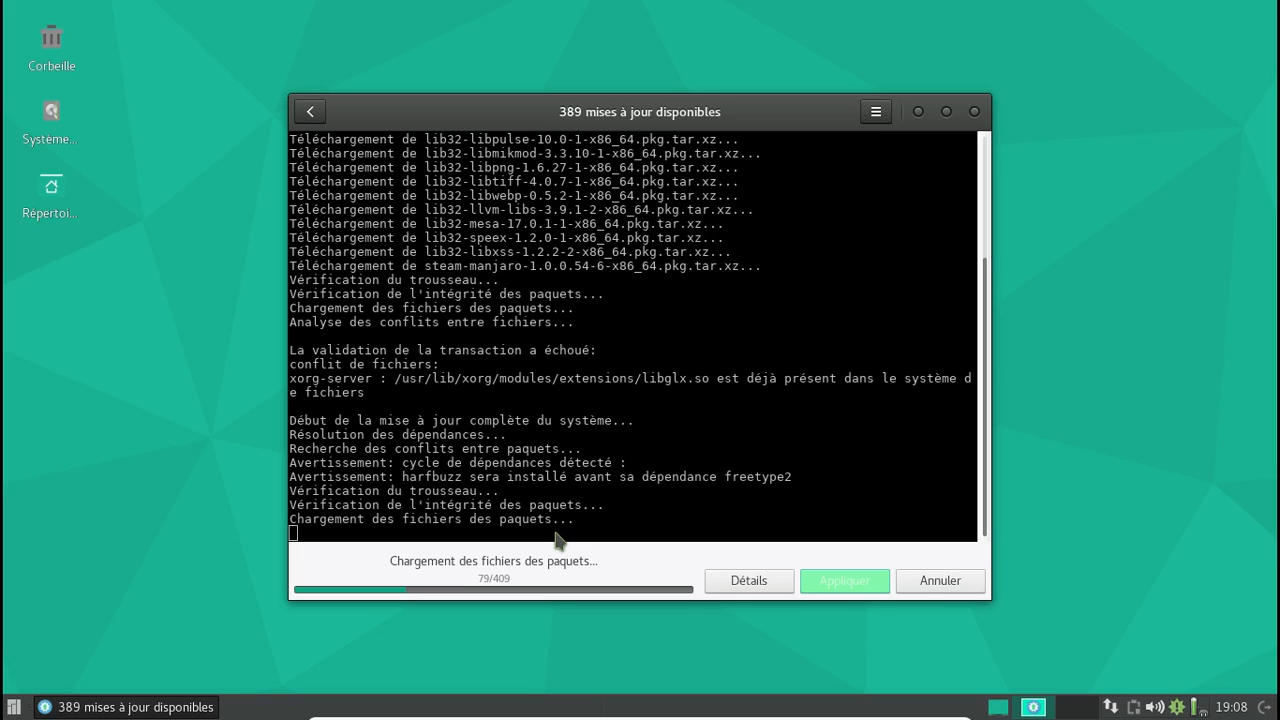 Corbeille
Système...
Répertoi...
389 mises à jour disponibles
Téléchargement de lib32-libpulse-10.0-1-x86_64.pkg.tar.xz...
Téléchargement de lib32-libmikmod-3.3.10-1-x86_64.pkg.tar.xz...
Téléchargement de lib32-libpng-1.6.27-1-x86_64.pkg.tar.xz...
Téléchargement de lib32-libtiff-4.0.7-1-x86_64.pkg.tar.xz...
Téléchargement de lib32-libwebp-0.5.2-1-x86_64.pkg.tar.xz...
Téléchargement de lib32-llvm-libs-3.9.1-2-x86_64.pkg.tar.xz...
Téléchargement de lib32-mesa-17.0.1-1-x86_64.pkg.tar.xz...
Téléchargement de lib32-speex-1.2.0-1-x86_64.pkg.tar.xz...
Téléchargement de lib32-libxss-1.2.2-2-x86_64.pkg.tar.xz...
Téléchargement de steam-manjaro-1.0.0.54-6-x86_64.pkg.tar.xz...
Vérification du trousseau...
Vérification de l'intégrité des paquets...
Chargement des fichiers des paquets...
Analyse des conflits entre fichiers...
La validation de la transaction a échoué:
conflit de fichiers:
xorg-server : /usr/lib/xorg/modules/extensions/libglx.so est déjà présent dans le système d
e fichiers
Début de la mise à jour complète du système...
Résolution des dépendances...
Recherche des conflits entre paquets...
Avertissement: cycle de dépendances détecté :
Avertissement: harfbuzz sera installé avant sa dépendance freetype2
Vérification du trousseau...
Vérification de l'intégrité des paquets...
Chargement des fichiers des paquets...
Chargement des fichiers des paquets...
79/409
Détails
Appliquer
Annuler
389 mises à jour disponibles
19:08